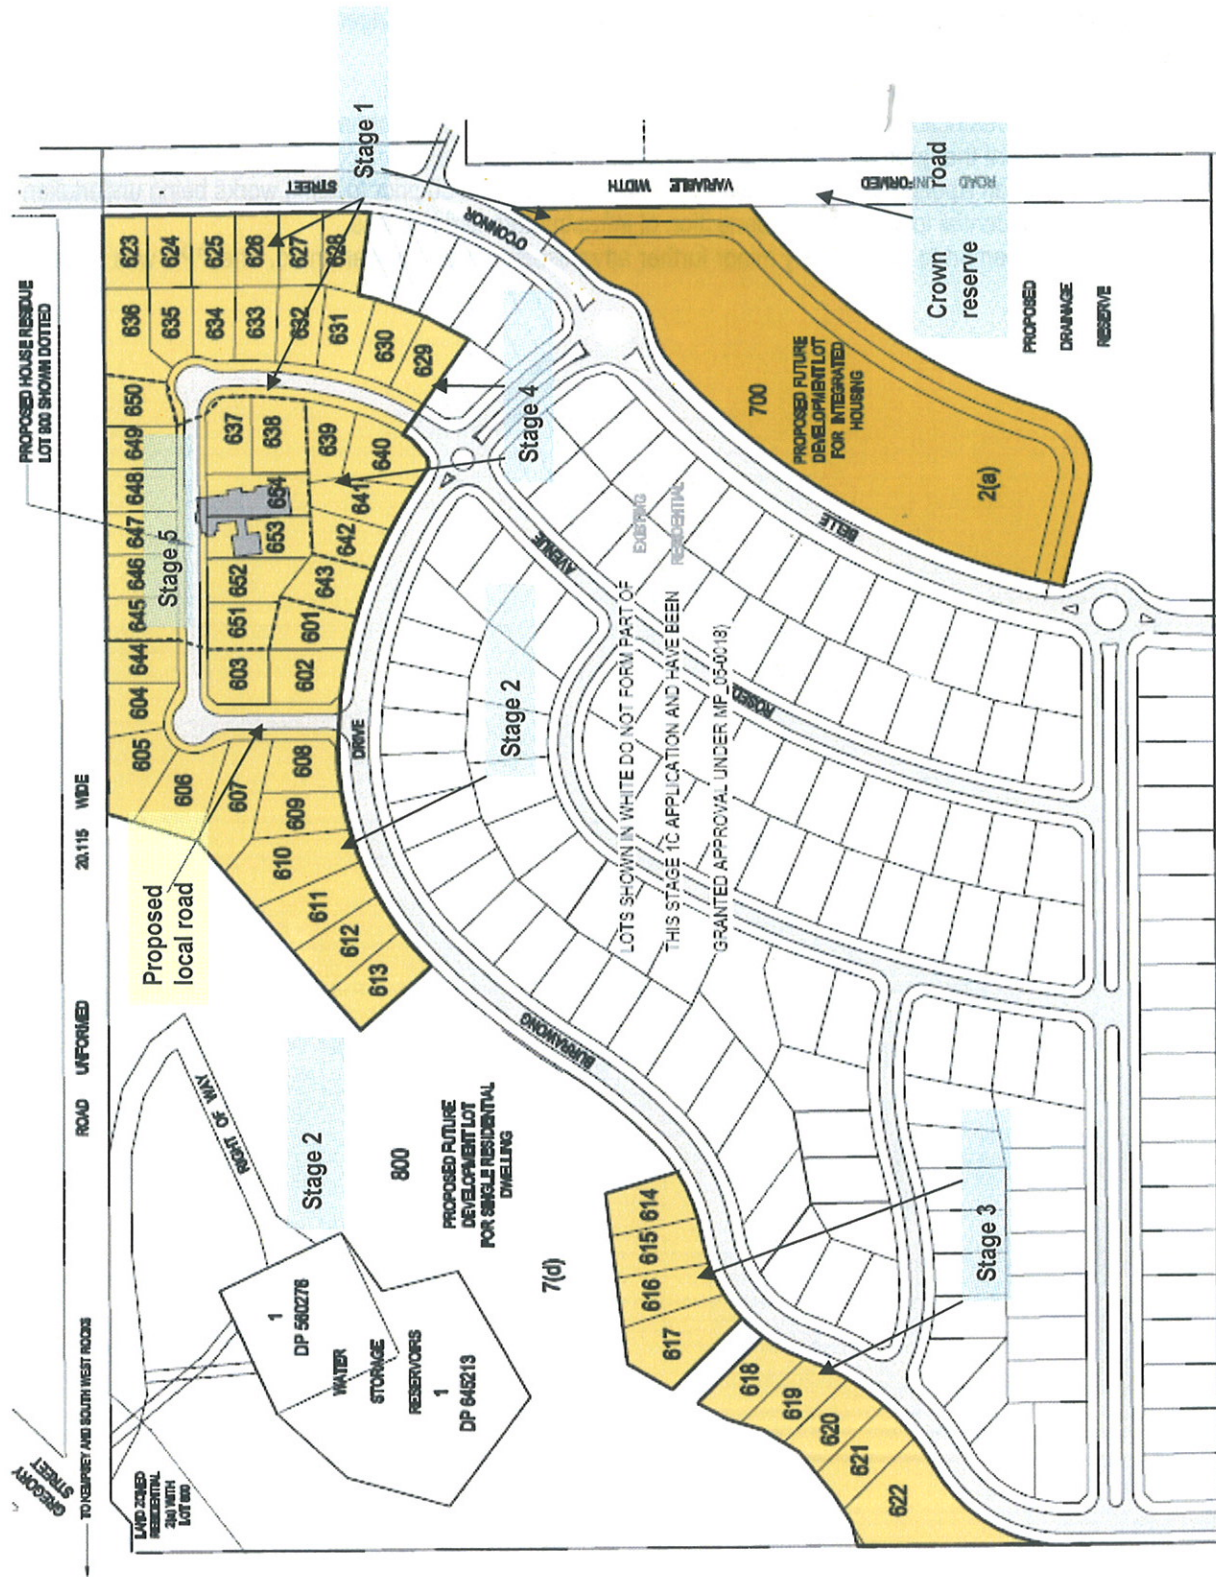 GREGORY
STREET
TO KEMPSEY AND SOUTH WEST ROCKS
ROAD UNFORMED 20.115 WIDE
PROPOSED HOUSE RESIDUE
LOT 900 SHOWN DOTTED
LAND ZONED
RESIDENTIAL
2(a) WITH
1
DP 560276
WATER
STORAGE
RESERVOIRS
1
DP 645213
RIGHT OF WAY
Stage 2
800
PROPOSED FUTURE
DEVELOPMENT LOT
FOR SINGLE RESIDENTIAL
DWELLING
7(d)
Proposed
local road
605
604
644
645
646
647
648
649
650
636
623
635
624
634
625
633
626
632
627
631
628
630
629
Stage 5
606
607
608
609
610
611
612
613
603
602
651
601
652
643
653
642
654
641
637
638
639
640
STREET
Stage 1
O'CONNOR
Stage 4
Stage 2
DRIVE
BURRAWONG
AVENUE
EXISTING
RESIDENTIAL
LOTS SHOWN IN WHITE DO NOT FORM PART OF
THIS STAGE 1C APPLICATION AND HAVE BEEN
GRANTED APPROVAL UNDER MP_05-0018)
BELLE
700
PROPOSED FUTURE
DEVELOPMENT LOT
FOR INTEGRATED
HOUSING
2(a)
ROAD UNFORMED VARIABLE WIDTH
Crown road
reserve
PROPOSED
DRAINAGE
RESERVE
617
616
615
614
618
619
620
621
622
Stage 3